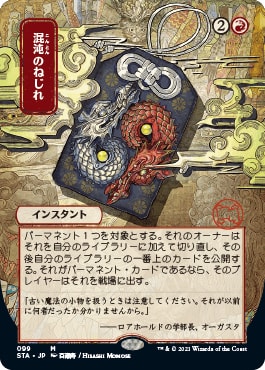 混沌のねじれ
こんとん
2
インスタント
パーマネント１つを対象とする。それのオーナーは
それを自分のライブラリーに加えて切り直し、その
後自分のライブラリーの一番上のカードを公開す
る。それがパーマネント・カードであるなら、そのプ
レイヤーはそれを戦場に出す。
「古い魔法の小物を扱うときは注意してください。それが以前
に何者だったか分かりませんから。」
――ロアホールドの学部長、オーガスタ
099 M
STA • JP 百瀬寿 / HISASHI MOMOSE
™ & © 2021 Wizards of the Coast